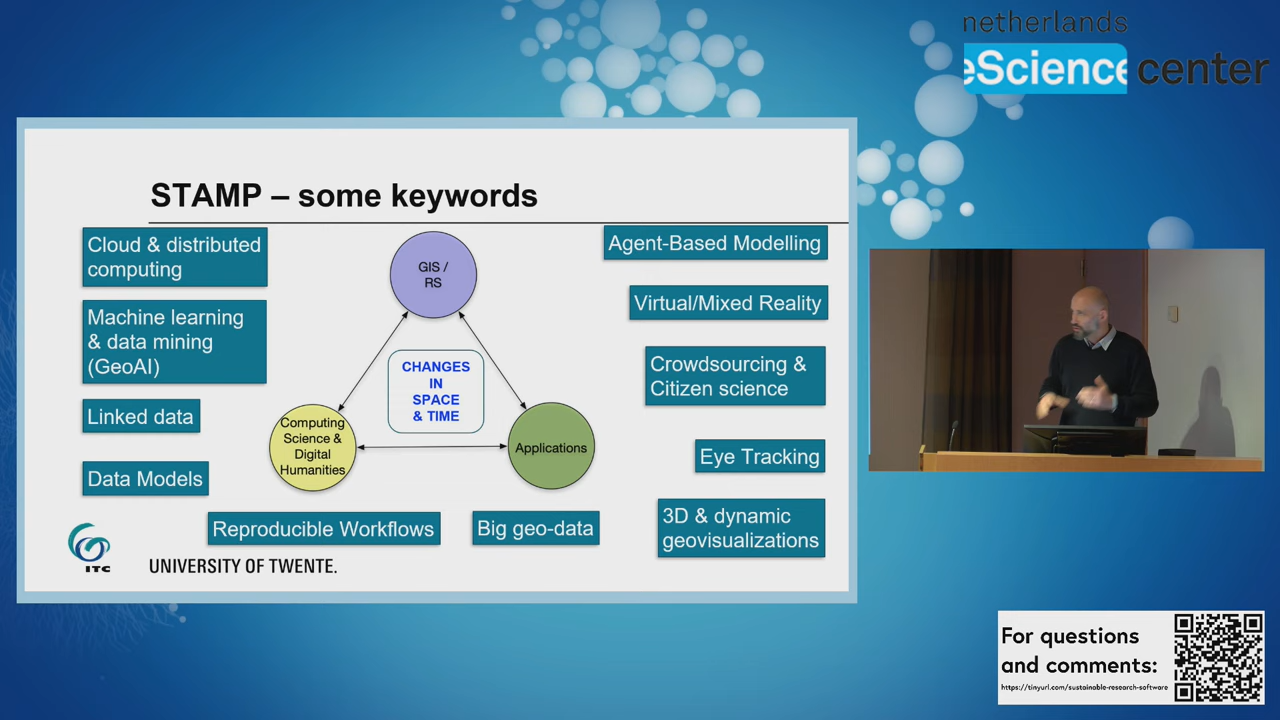 netherlands
eScience center
STAMP – some keywords
Cloud & distributed
computing
Machine learning
& data mining
(GeoAI)
Linked data
Data Models
GIS /
RS
CHANGES
IN
SPACE
& TIME
Computing
Science &
Digital
Humanities
Applications
Agent-Based Modelling
Virtual/Mixed Reality
Crowdsourcing &
Citizen science
Eye Tracking
3D & dynamic
geovisualizations
Reproducible Workflows
Big geo-data
ITC
UNIVERSITY OF TWENTE.
For questions
and comments:
https://tinyurl.com/sustainable-research-software